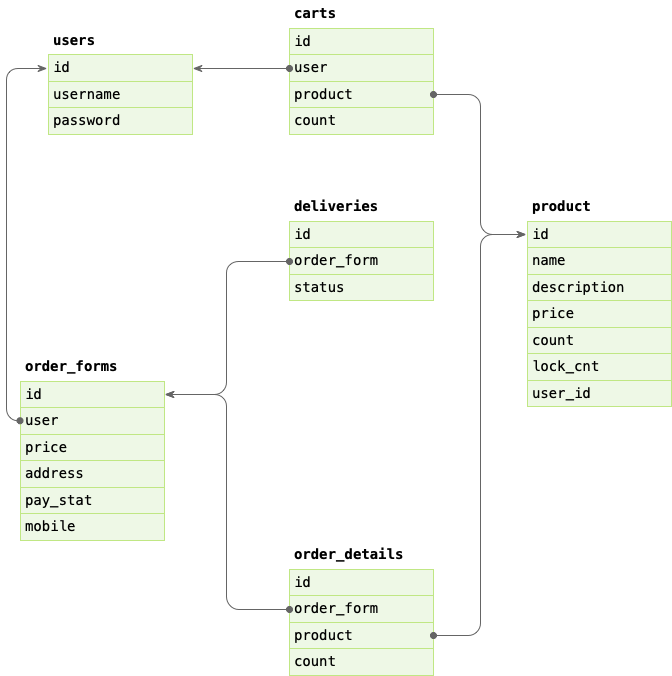 carts
id
user
product
count
users
id
username
password
deliveries
id
order_form
status
product
id
name
description
price
count
lock_cnt
user_id
order_forms
id
user
price
address
pay_stat
mobile
order_details
id
order_form
product
count